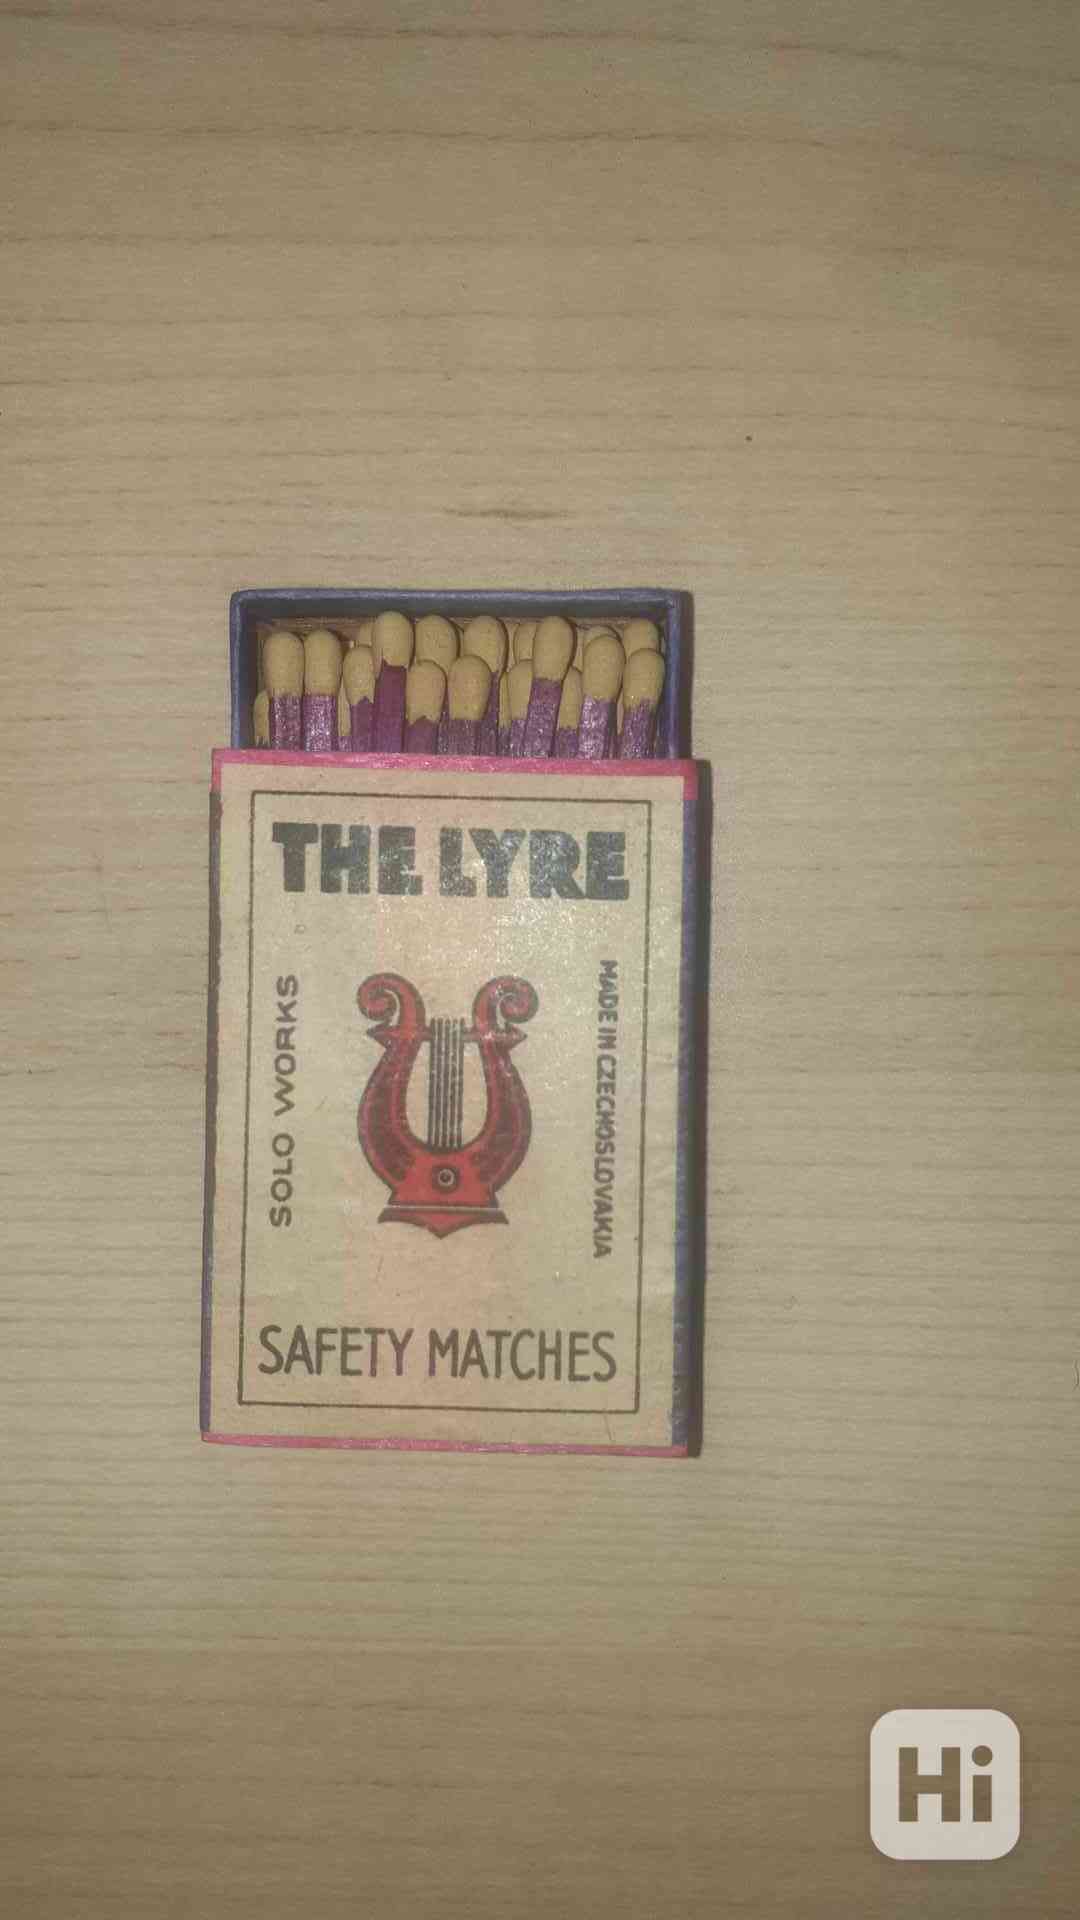 THE LYRE
SOLO WORKS
MADE IN CZECHOSLOVAKIA
SAFETY MATCHES
Hi